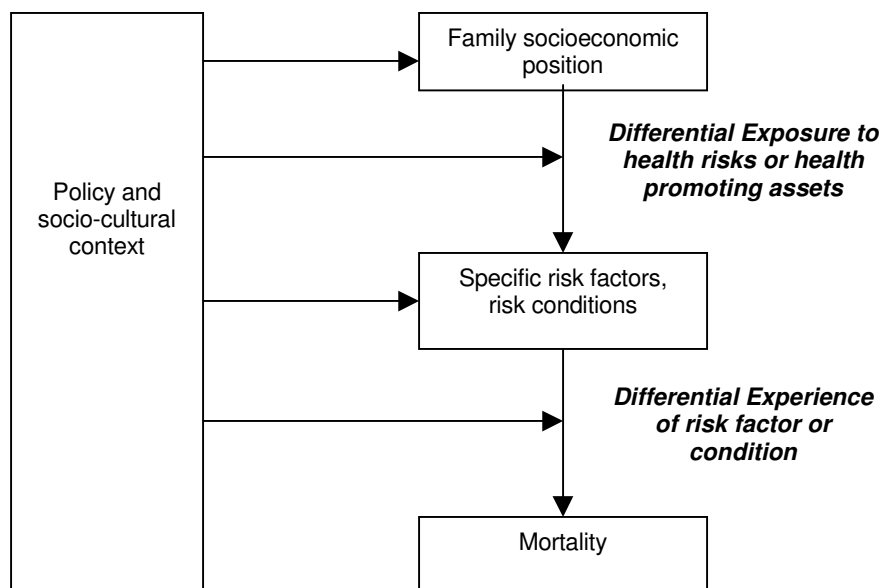 Family socioeconomic
position
Differential Exposure to
health risks or health
promoting assets
Policy and
socio-cultural
context
Specific risk factors,
risk conditions
Differential Experience
of risk factor or
condition
Mortality